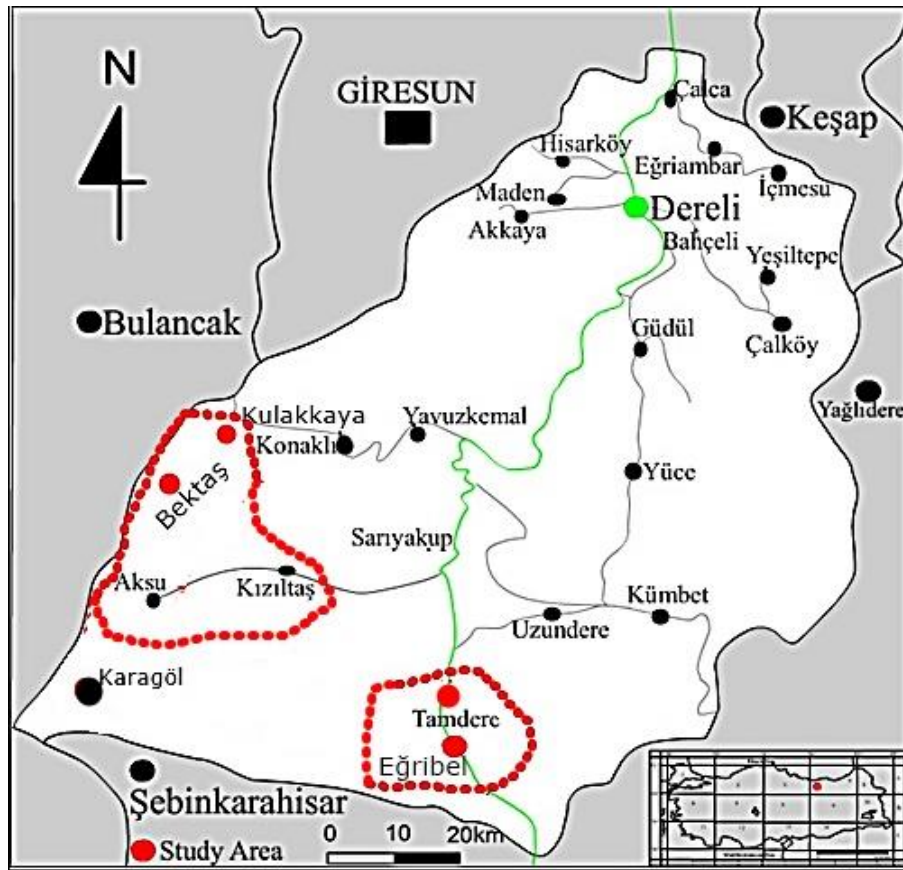 N
GİRESUN
Çalca
Keşap
Hisarköy
Eğriambar
İçmesu
Maden
Dereli
Akkaya
Bahçeli
Yeşiltepe
Bulancak
Güdül
Çalköy
Yağlıdere
Kulakkaya
Yavuzkemal
Konaklı
Bektaş
Yüce
Sarıyakup
Aksu
Kızıltaş
Kümbet
Uzundere
Karagöl
Tamdere
Eğribel
Şebinkarahisar
Study Area
0 10 20km